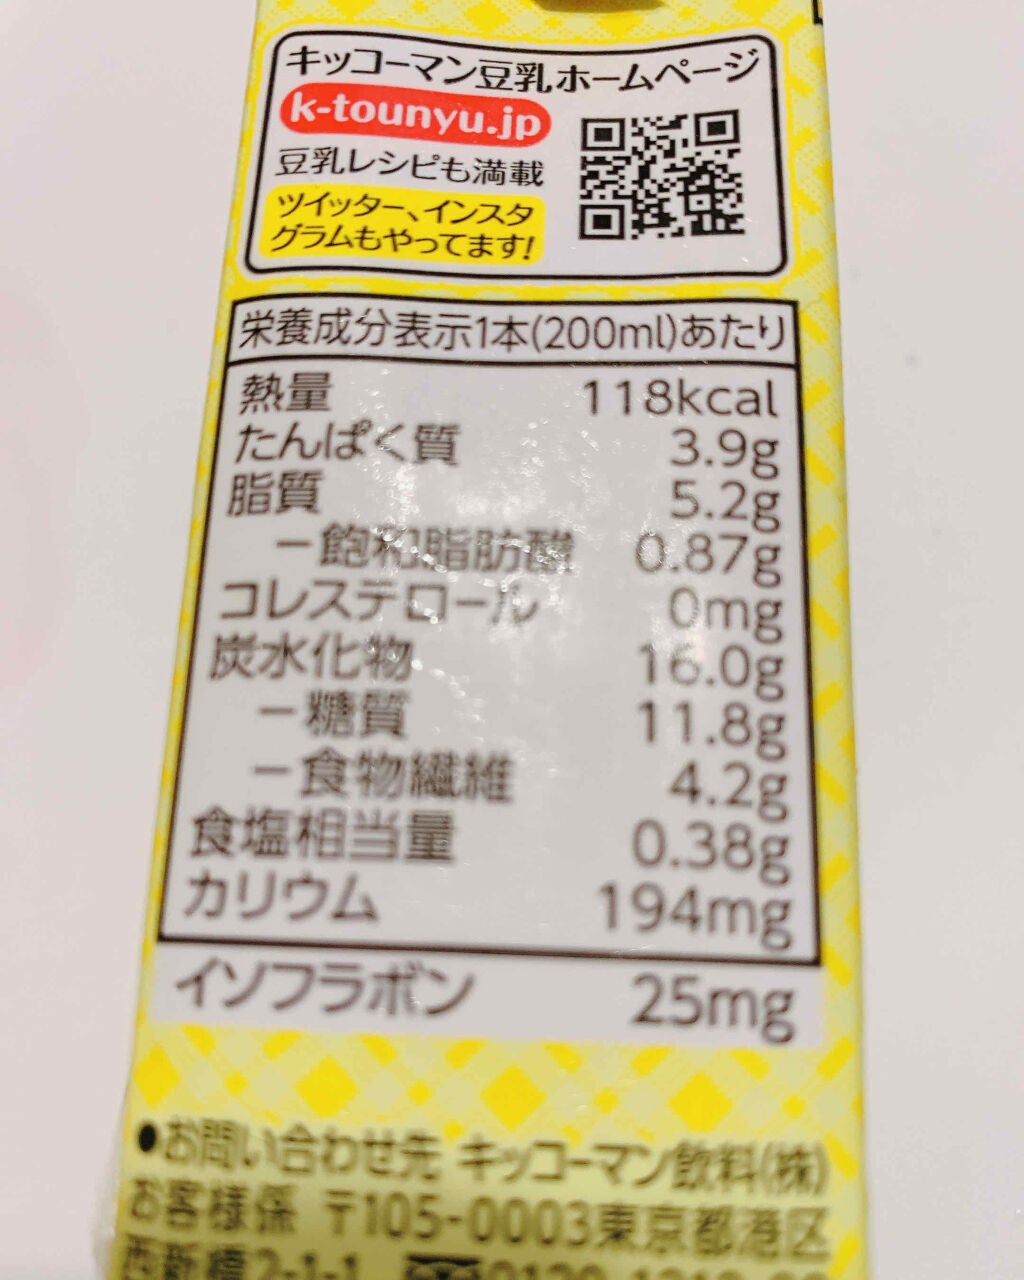 キッコーマン豆乳ホームページ
k-tounyu.jp
豆乳レシピも満載
ツイッター、インスタ
グラムもやってます!
栄養成分表示1本(200ml)あたり
熱量 118kcal
たんぱく質 3.9g
脂質 5.2g
ー飽和脂肪酸 0.87g
コレステロール 0mg
炭水化物 16.0g
ー糖質 11.8g
ー食物繊維 4.2g
食塩相当量 0.38g
カリウム 194mg
イソフラボン 25mg
●お問い合わせ先 キッコーマン飲料(株)
お客様係 〒105-0003東京都港区
西新橋2-1-1